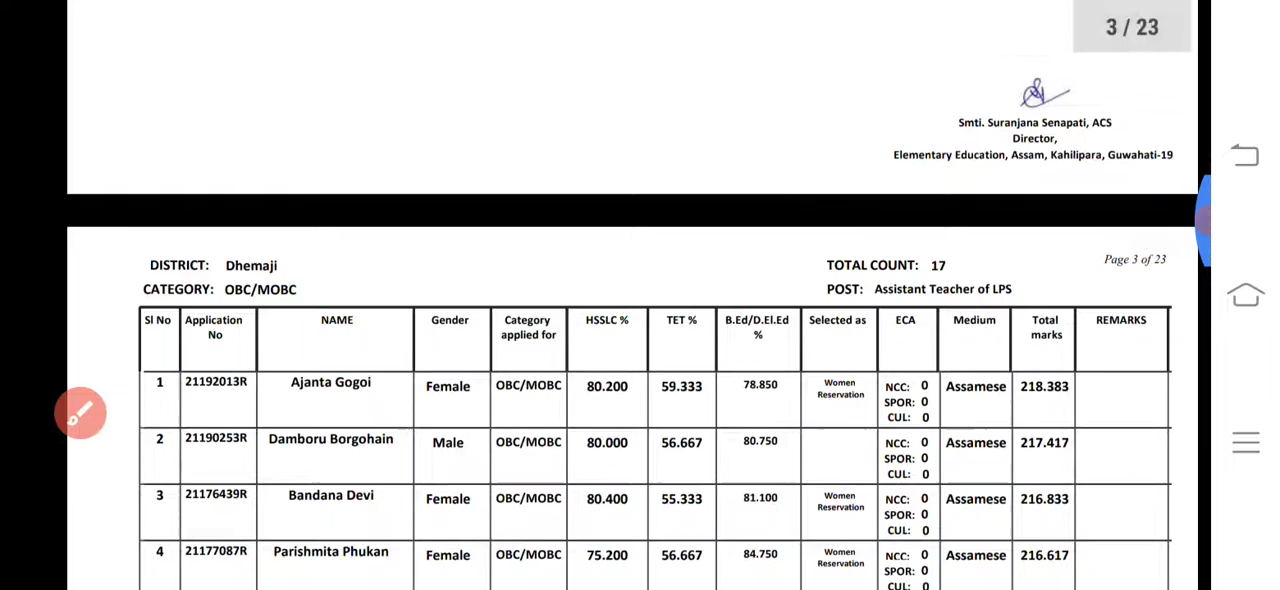 3 / 23
Smti. Suranjana Senapati, ACS
Director,
Elementary Education, Assam, Kahilipara, Guwahati-19
DISTRICT: Dhemaji TOTAL COUNT: 17 Page 3 of 23
CATEGORY: OBC/MOBC POST: Assistant Teacher of LPS
Sl No Application No NAME Gender Category applied for HSSLC % TET % B.Ed/D.El.Ed % Selected as ECA Medium Total marks REMARKS
1 21192013R Ajanta Gogoi Female OBC/MOBC 80.200 59.333 78.850 Women Reservation NCC: 0 Assamese 218.383
SPOR: 0
CUL: 0
2 21190253R Damboru Borgohain Male OBC/MOBC 80.000 56.667 80.750 NCC: 0 Assamese 217.417
SPOR: 0
CUL: 0
3 21176439R Bandana Devi Female OBC/MOBC 80.400 55.333 81.100 Women Reservation NCC: 0 Assamese 216.833
SPOR: 0
CUL: 0
4 21177087R Parishmita Phukan Female OBC/MOBC 75.200 56.667 84.750 Women Reservation NCC: 0 Assamese 216.617
SPOR: 0
CUL: 0